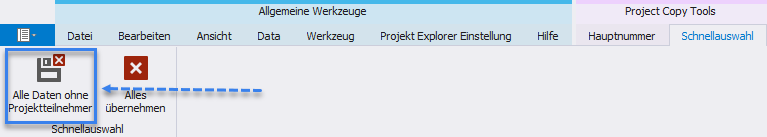 Allgemeine Werkzeuge Project Copy Tools
Datei Bearbeiten Ansicht Data Werkzeug Projekt Explorer Einstellung Hilfe Hauptnummer Schnellauswahl
Alle Daten ohne
Projektteilnehmer
Alles
übernehmen
Schnellauswahl